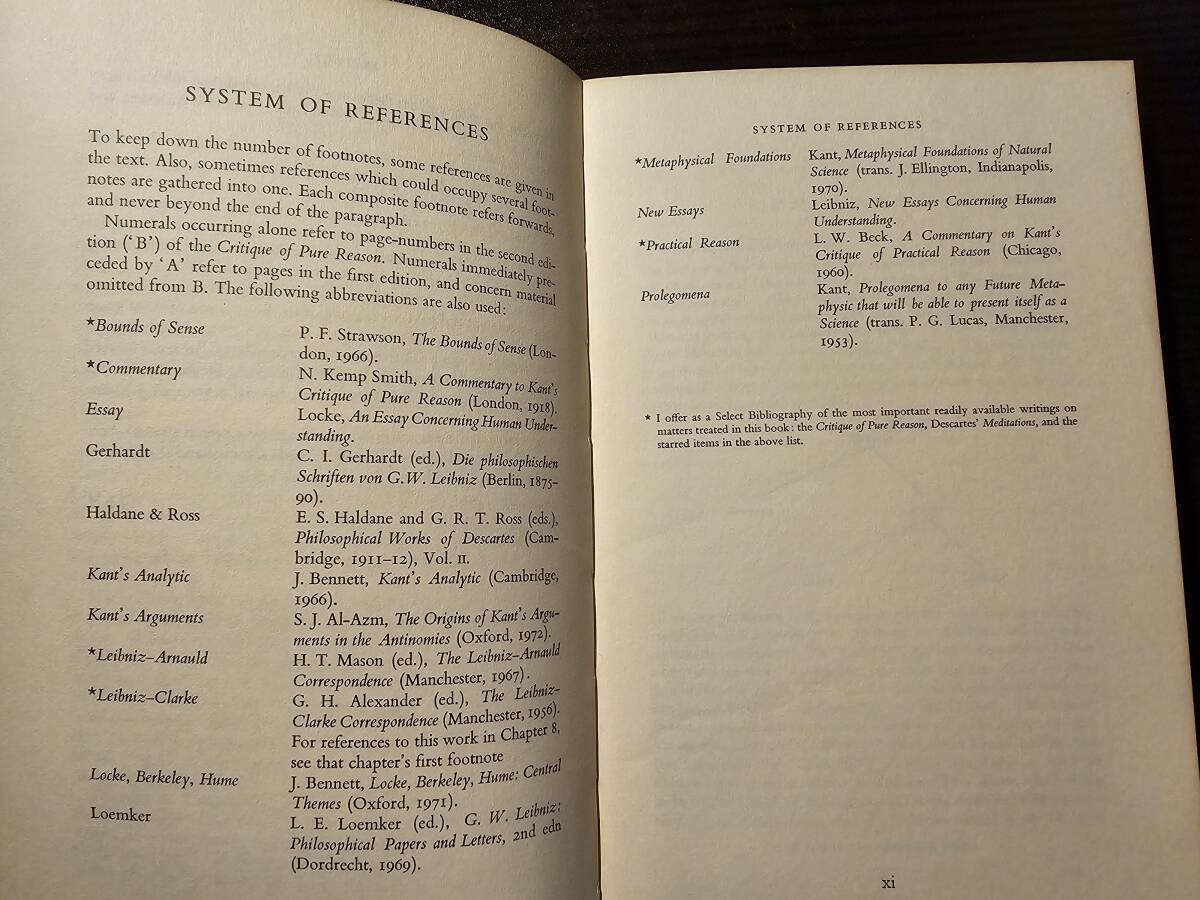 SYSTEM OF REFERENCES
To keep down the number of footnotes, some references are given in
the text. Also, sometimes references which could occupy several foot-
notes are gathered into one. Each composite footnote refers forwards,
and never beyond the end of the paragraph.
Numerals occurring alone refer to page-numbers in the second edi-
tion (‘B’) of the Critique of Pure Reason. Numerals immediately pre-
ceded by ‘A’ refer to pages in the first edition, and concern material
omitted from B. The following abbreviations are also used:
*Bounds of Sense P. F. Strawson, The Bounds of Sense (Lon-
don, 1966).
*Commentary N. Kemp Smith, A Commentary to Kant's
Critique of Pure Reason (London, 1918).
Essay Locke, An Essay Concerning Human Under-
standing.
Gerhardt C. I. Gerhardt (ed.), Die philosophischen
Schriften von G.W. Leibniz (Berlin, 1875-
90).
Haldane & Ross E. S. Haldane and G. R. T. Ross (eds.),
Philosophical Works of Descartes (Cam-
bridge, 1911–12), Vol. II.
Kant's Analytic J. Bennett, Kant's Analytic (Cambridge,
1966).
Kant's Arguments S. J. Al-Azm, The Origins of Kant's Argu-
ments in the Antinomies (Oxford, 1972).
*Leibniz–Arnauld H. T. Mason (ed.), The Leibniz–Arnauld
Correspondence (Manchester, 1967).
*Leibniz–Clarke G. H. Alexander (ed.), The Leibniz–
Clarke Correspondence (Manchester, 1956).
For references to this work in Chapter 8,
see that chapter's first footnote
Locke, Berkeley, Hume J. Bennett, Locke, Berkeley, Hume: Central
Themes (Oxford, 1971).
Loemker L. E. Loemker (ed.), G. W. Leibniz:
Philosophical Papers and Letters, 2nd edn
(Dordrecht, 1969).
SYSTEM OF REFERENCES
*Metaphysical Foundations Kant, Metaphysical Foundations of Natural
Science (trans. J. Ellington, Indianapolis,
1970).
New Essays Leibniz, New Essays Concerning Human
Understanding.
*Practical Reason L. W. Beck, A Commentary on Kant's
Critique of Practical Reason (Chicago,
1960).
Prolegomena Kant, Prolegomena to any Future Meta-
physic that will be able to present itself as a
Science (trans. P. G. Lucas, Manchester,
1953).
* I offer as a Select Bibliography of the most important readily available writings on
matters treated in this book: the Critique of Pure Reason, Descartes' Meditations, and the
starred items in the above list.
xi